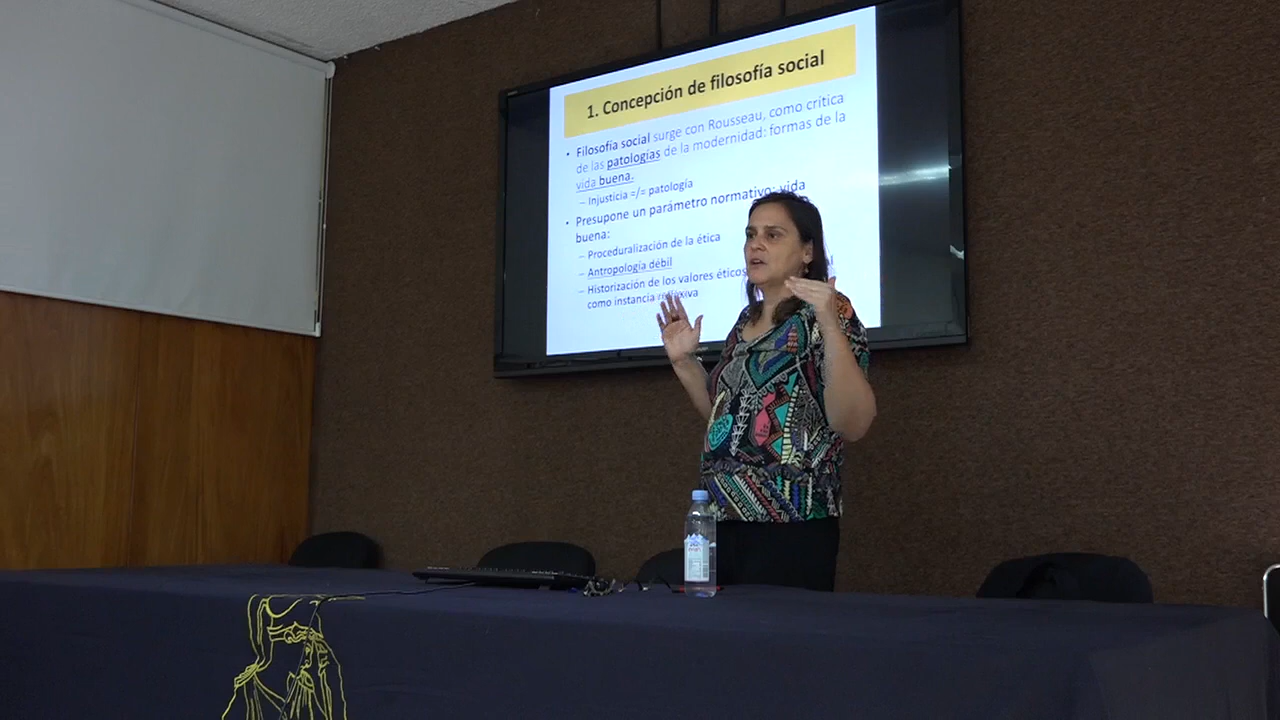 1. Concepción de filosofía social
• Filosofía social surge con Rousseau, como crítica
de las patologías de la modernidad: formas de la
vida buena.
– Injusticia =/= patología
• Presupone un parámetro normativo: vida
buena:
– Proceduralización de la ética
– Antropología débil
– Historización de los valores éticos
como instancia reflexiva